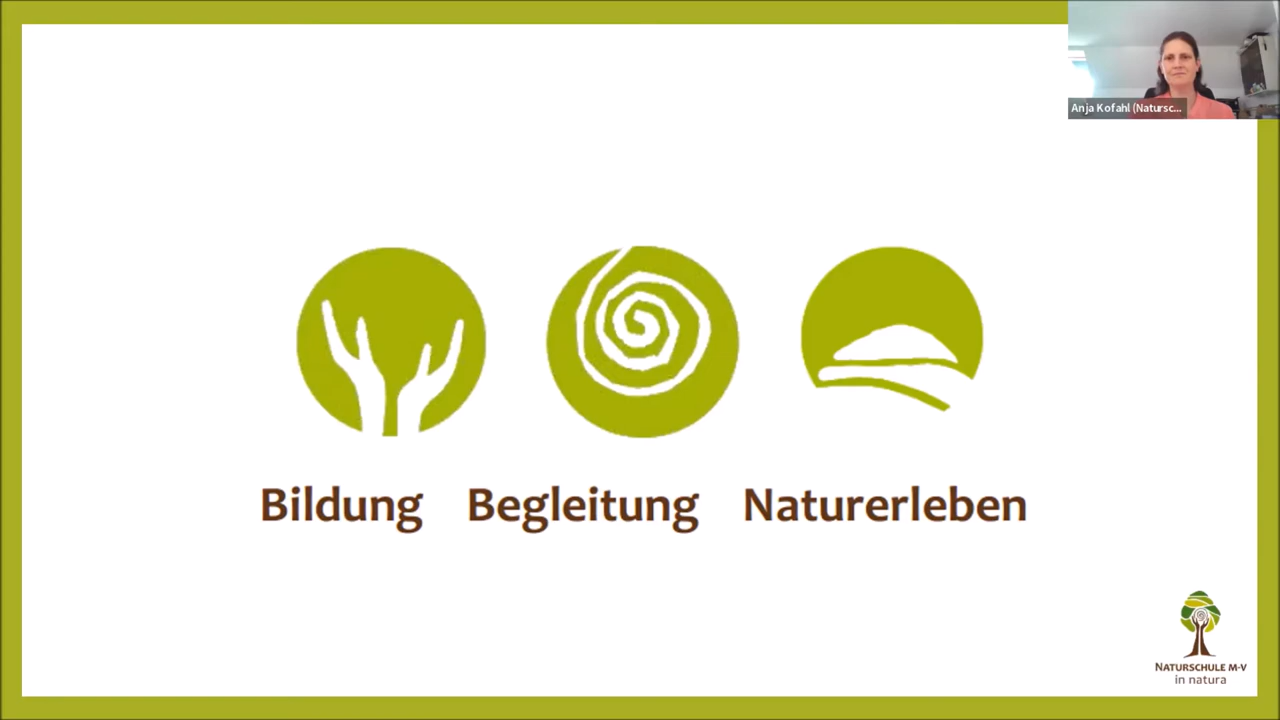 Anja Kofahl (Natursc...
Bildung Begleitung Naturerleben
NATURSCHULE M-V
in natura